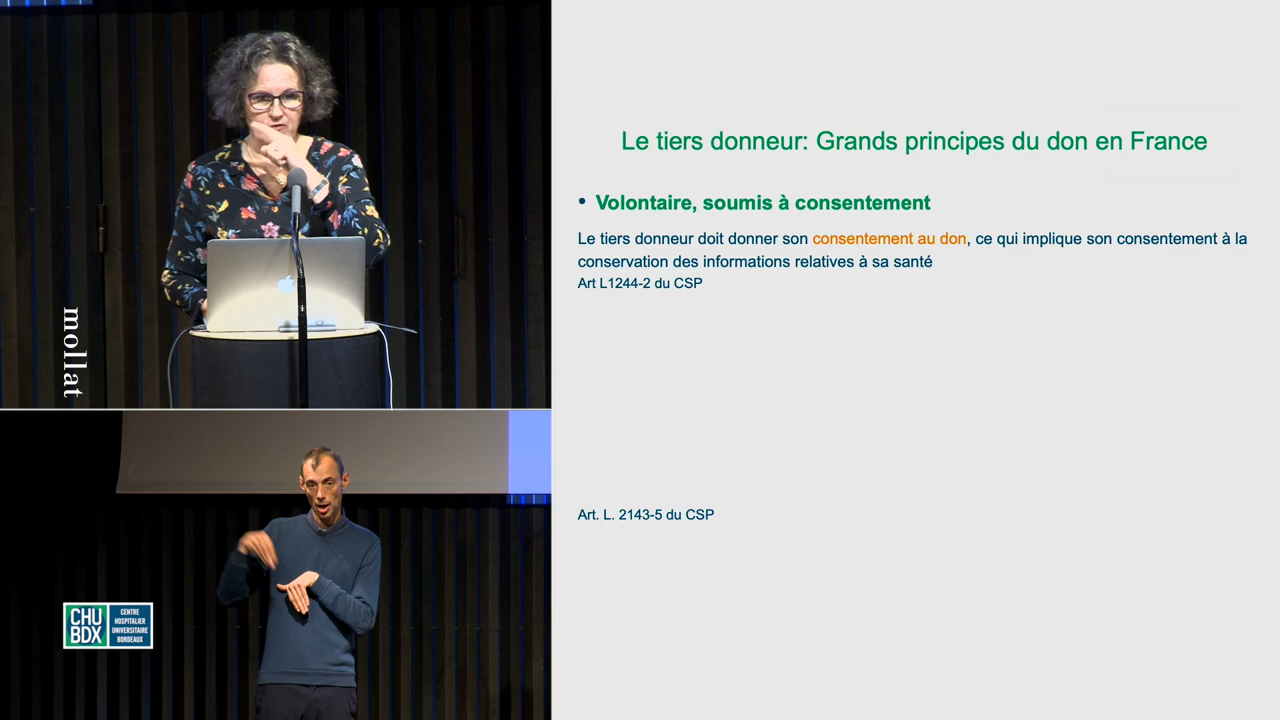 mollat
CHU
BDX
CENTRE
HOSPITALIER
UNIVERSITAIRE
BORDEAUX
Le tiers donneur: Grands principes du don en France
• Volontaire, soumis à consentement
Le tiers donneur doit donner son consentement au don, ce qui implique son consentement à la
conservation des informations relatives à sa santé
Art L1244-2 du CSP
Art. L. 2143-5 du CSP